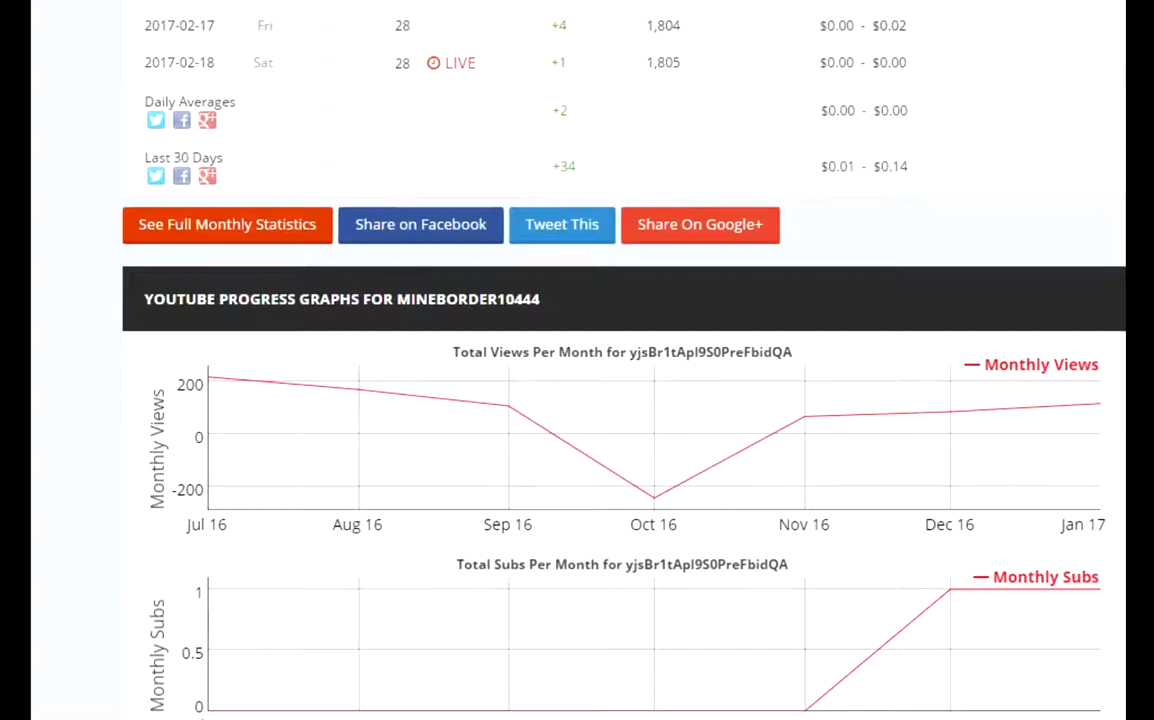 2017-02-17 Fri - 28 +4 1,804 $0.00 - $0.02
2017-02-18 Sat - 28 LIVE +1 1,805 $0.00 - $0.00
Daily Averages
+2 $0.00 - $0.00
Last 30 Days
- +34 $0.01 - $0.14
See Full Monthly Statistics Share on Facebook Tweet This Share On Google+
YOUTUBE PROGRESS GRAPHS FOR MINEBORDER10444
Total Views Per Month for yjsBr1tApI9S0PreFbidQA
Monthly Views
Monthly Views
200
0
-200
Jul 16 Aug 16 Sep 16 Oct 16 Nov 16 Dec 16 Jan 17
Total Subs Per Month for yjsBr1tApI9S0PreFbidQA
Monthly Subs
Monthly Subs
1
0.5
0